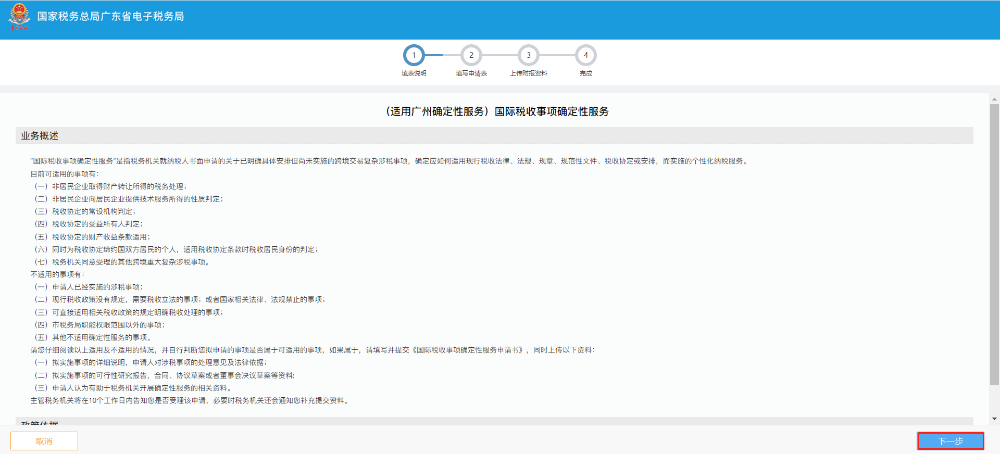 国家税务总局广东省电子税务局
1
2
3
4
填表说明
填写申请表
上传附报资料
完成
（适用广州确定性服务）国际税收事项确定性服务
业务概述
“国际税收事项确定性服务”是指税务机关就纳税人书面申请的关于已明确具体安排但尚未实施的跨境交易复杂涉税事项，确定应如何适用现行税收法律、法规、规章、规范性文件、税收协定或安排，而实施的个性化纳税服务。
目前可适用的事项有：
（一）非居民企业取得财产转让所得的税务处理；
（二）非居民企业向居民企业提供技术服务所得的性质判定；
（三）税收协定的常设机构判定；
（四）税收协定的受益所有人判定；
（五）税收协定的财产收益条款适用；
（六）同时为税收协定缔约国双方居民的个人，适用税收协定条款时税收居民身份的判定；
（七）税务机关同意受理的其他跨境重大复杂涉税事项。
不适用的事项有：
（一）申请人已经实施的涉税事项；
（二）现行税收政策没有规定，需要税收立法的事项；或者国家相关法律、法规禁止的事项；
（三）可直接适用相关税收政策的规定明确税收处理的事项；
（四）市税务局职能权限范围以外的事项；
（五）其他不适用确定性服务的事项。
请您仔细阅读以上适用及不适用的情况，并自行判断您拟申请的事项是否属于可适用的事项，如果属于，请填写并提交《国际税收事项确定性服务申请书》，同时上传以下资料：
（一）拟实施事项的详细说明，申请人对涉税事项的处理意见及法律依据；
（二）拟实施事项的可行性研究报告，合同、协议草案或者董事会决议草案等资料;
（三）申请人认为有助于税务机关开展确定性服务的相关资料。
主管税务机关将在10个工作日内告知您是否受理该申请，必要时税务机关还会通知您补充提交资料。
政策依据
取消
下一步